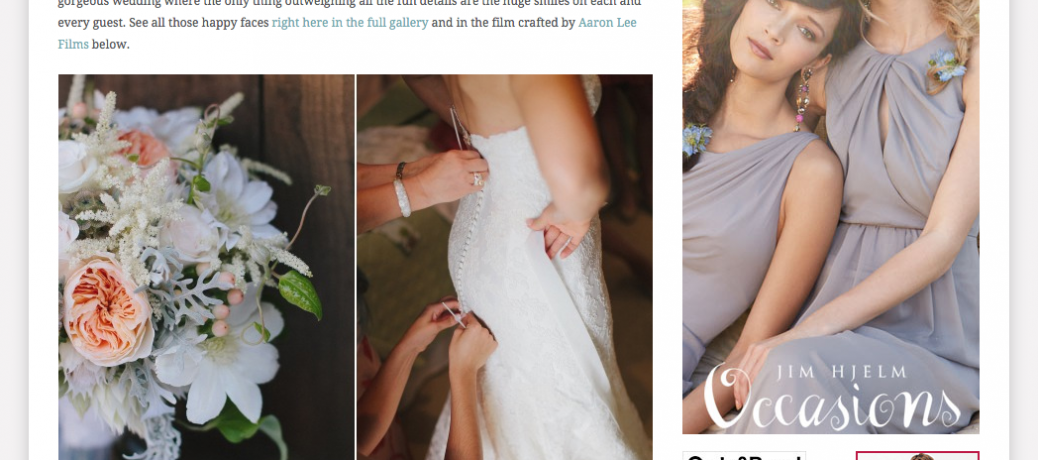 gorgeous wedding where the only thing outweighing all the fun details are the huge smiles on each and
every guest. See all those happy faces right here in the full gallery and in the film crafted by Aaron Lee
Films below.
JIM HJELM
Occasions